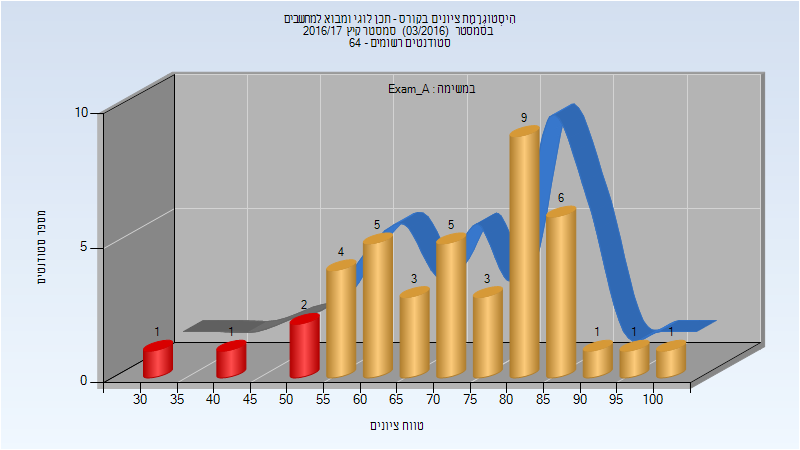 היסטוגרמת ציונים בקורס - תכן לוגי ומבוא למחשבים
בסמסטר (03/2016) סמסטר קיץ 2016/17
סטודנטים רשומים - 64
במשימה : Exam_A
מספר סטודנטים
10
5
0
1
1
2
4
5
3
5
3
9
6
1
1
1
30 35 40 45 50 55 60 65 70 75 80 85 90 95 100
טווח ציונים